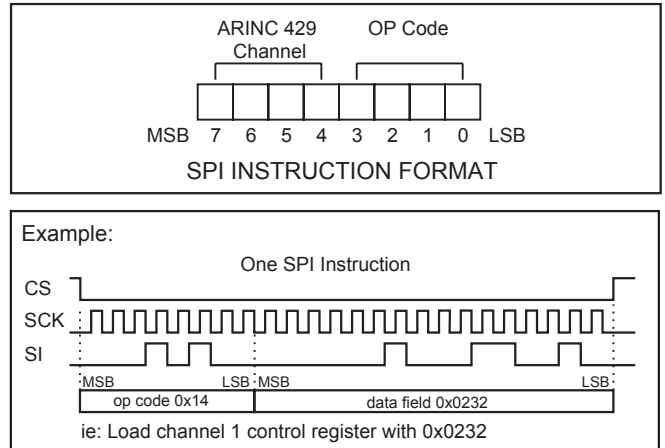 ARINC 429 OP Code
Channel
MSB 7 6 5 4 3 2 1 0 LSB
SPI INSTRUCTION FORMAT
Example:
One SPI Instruction
CS
SCK
SI
MSB LSB MSB LSB
op code 0x14 data field 0x0232
ie: Load channel 1 control register with 0x0232